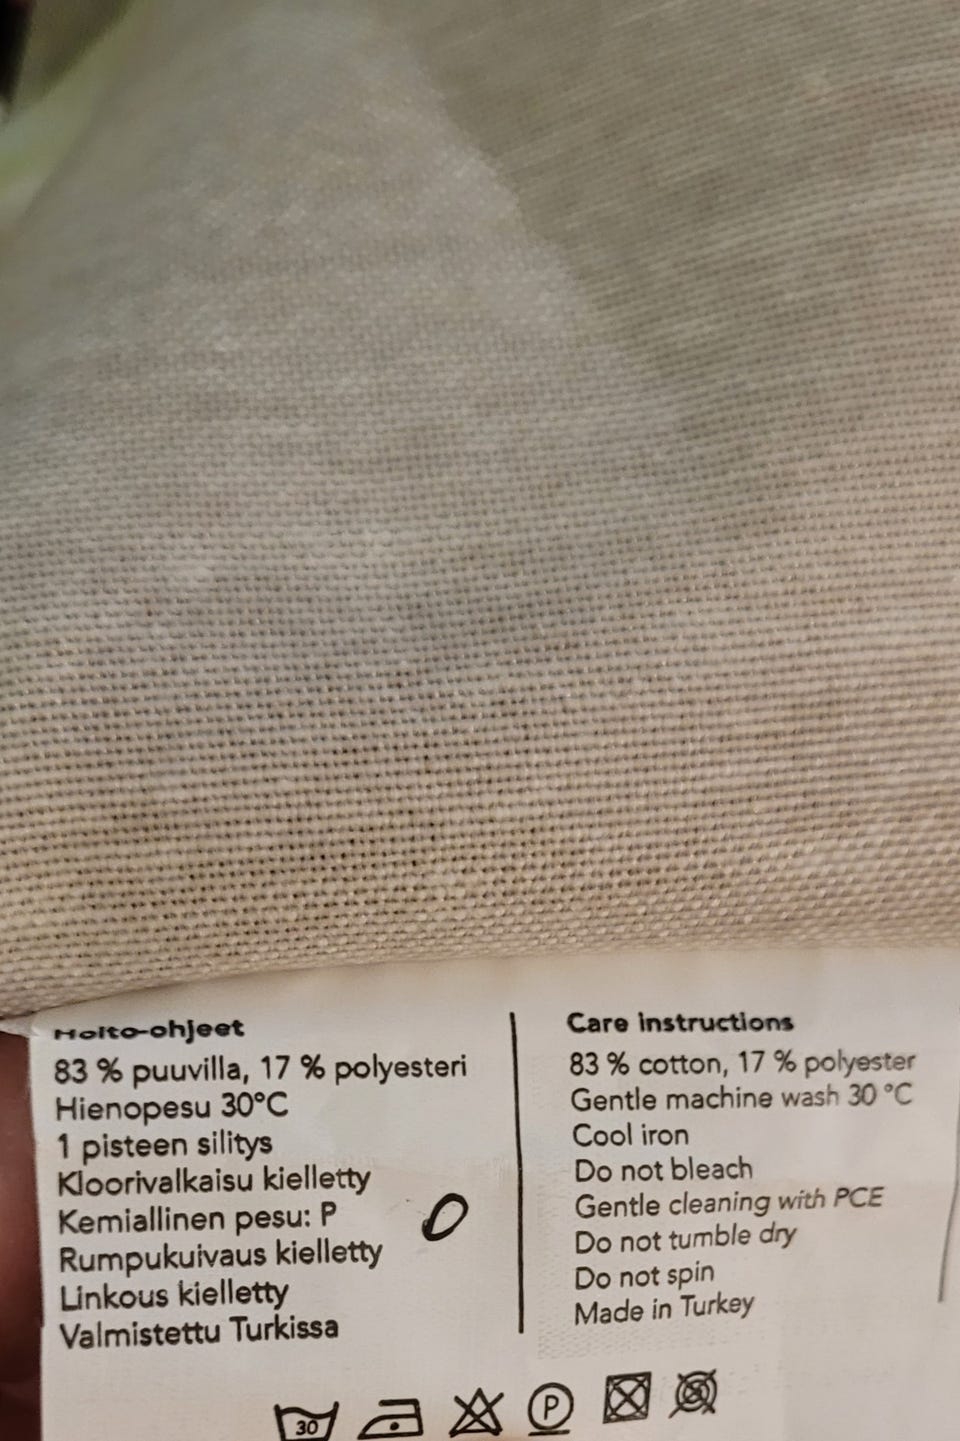 Hoito-ohjeet
83 % puuvilla, 17 % polyesteri
Hienopesu 30°C
1 pisteen silitys
Kloorivalkaisu kielletty
Kemiallinen pesu: P
Rumpukuivaus kielletty
Linkous kielletty
Valmistettu Turkissa
O
Care instructions
83 % cotton, 17 % polyester
Gentle machine wash 30 °C
Cool iron
Do not bleach
Gentle cleaning with PCE
Do not tumble dry
Do not spin
Made in Turkey
30 P